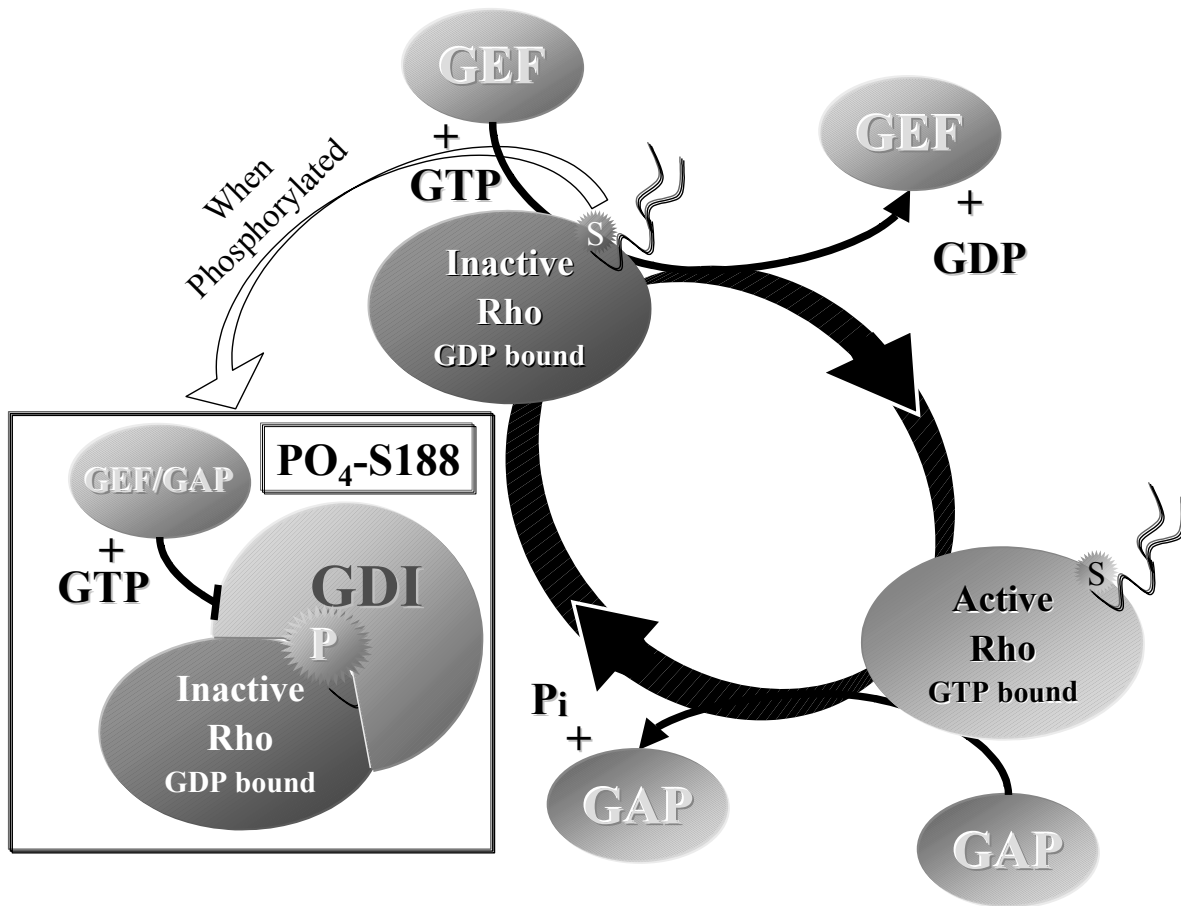 GEF
+
GTP
GEF
+
GDP
When
Phosphorylated
S
Inactive
Rho
GDP bound
PO4-S188
GEF/GAP
+
GTP
GDI
P
Inactive
Rho
GDP bound
S
Active
Rho
GTP bound
Pi
+
GAP
GAP